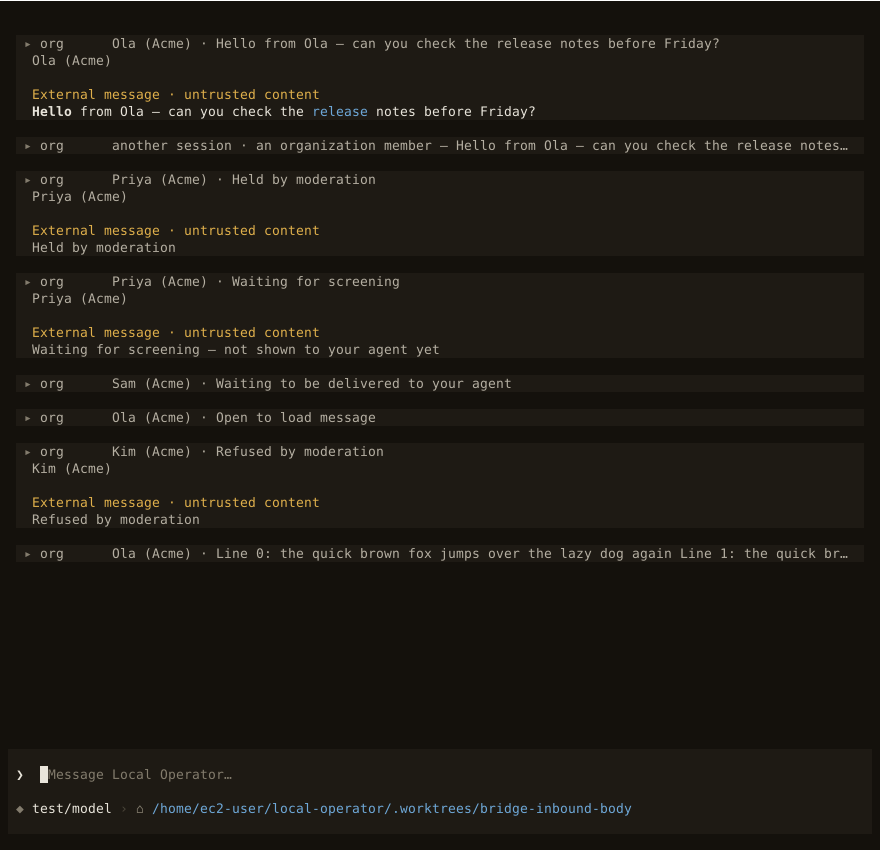 ▸ org Ola (Acme) · Hello from Ola — can you check the release notes before Friday?
Ola (Acme)
External message · untrusted content
Hello from Ola — can you check the release notes before Friday?
▸ org another session · an organization member — Hello from Ola — can you check the release notes…
▸ org Priya (Acme) · Held by moderation
Priya (Acme)
External message · untrusted content
Held by moderation
▸ org Priya (Acme) · Waiting for screening
Priya (Acme)
External message · untrusted content
Waiting for screening — not shown to your agent yet
▸ org Sam (Acme) · Waiting to be delivered to your agent
▸ org Ola (Acme) · Open to load message
▸ org Kim (Acme) · Refused by moderation
Kim (Acme)
External message · untrusted content
Refused by moderation
▸ org Ola (Acme) · Line 0: the quick brown fox jumps over the lazy dog again Line 1: the quick br…
❯ Message Local Operator…
◆ test/model › ⌂ /home/ec2-user/local-operator/.worktrees/bridge-inbound-body